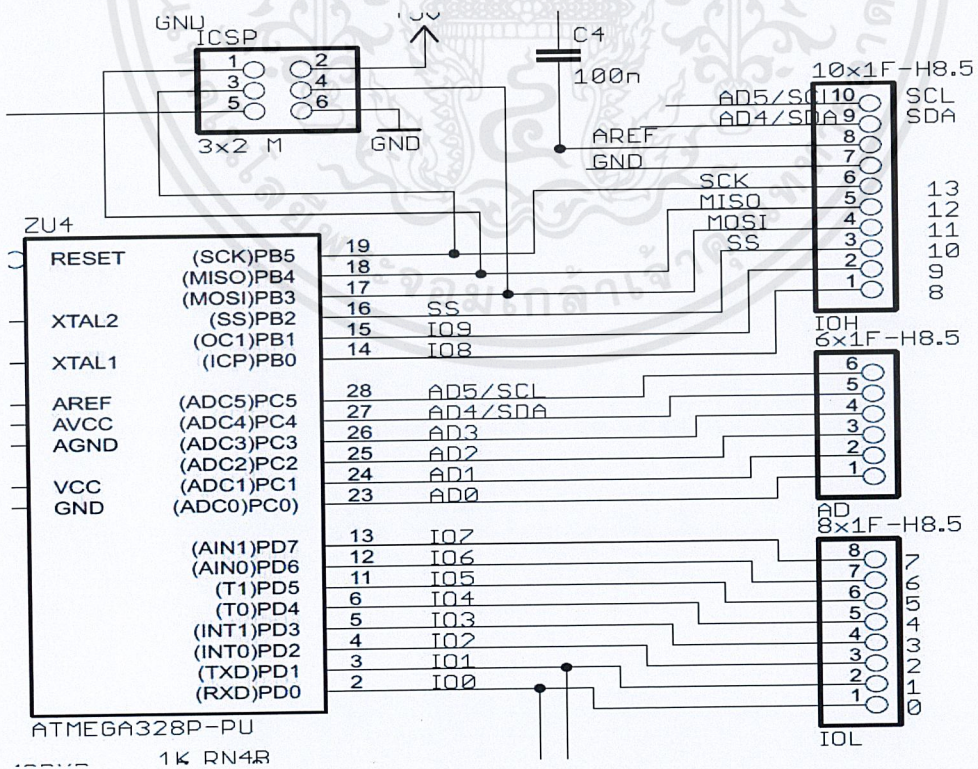 GND
ICSP
1 2
3 4
5 6
3x2 M
GND
C4
100n
10x1F-H8.5
AD5/SCL 10 SCL
AD4/SDA 9 SDA
AREF 8
GND 7
SCK 6 13
MISO 5 12
MOSI 4 11
SS 3 10
2 9
1 8
IOH
ZU4
RESET (SCK)PB5 19
(MISO)PB4 18
(MOSI)PB3 17
XTAL2 (SS)PB2 16 SS
(OC1)PB1 15 IO9
XTAL1 (ICP)PB0 14 IO8
AREF (ADC5)PC5 28 AD5/SCL
AVCC (ADC4)PC4 27 AD4/SDA
AGND (ADC3)PC3 26 AD3
(ADC2)PC2 25 AD2
VCC (ADC1)PC1 24 AD1
GND (ADC0)PC0) 23 AD0
(AIN1)PD7 13 IO7
(AIN0)PD6 12 IO6
(T1)PD5 11 IO5
(T0)PD4 6 IO4
(INT1)PD3 5 IO3
(INT0)PD2 4 IO2
(TXD)PD1 3 IO1
(RXD)PD0 2 IO0
ATMEGA328P-PU
1K RN4B
6x1F-H8.5
6
5
4
3
2
1
AD
8x1F-H8.5
8 7
7 6
6 5
5 4
4 3
3 2
2 1
1 0
IOL